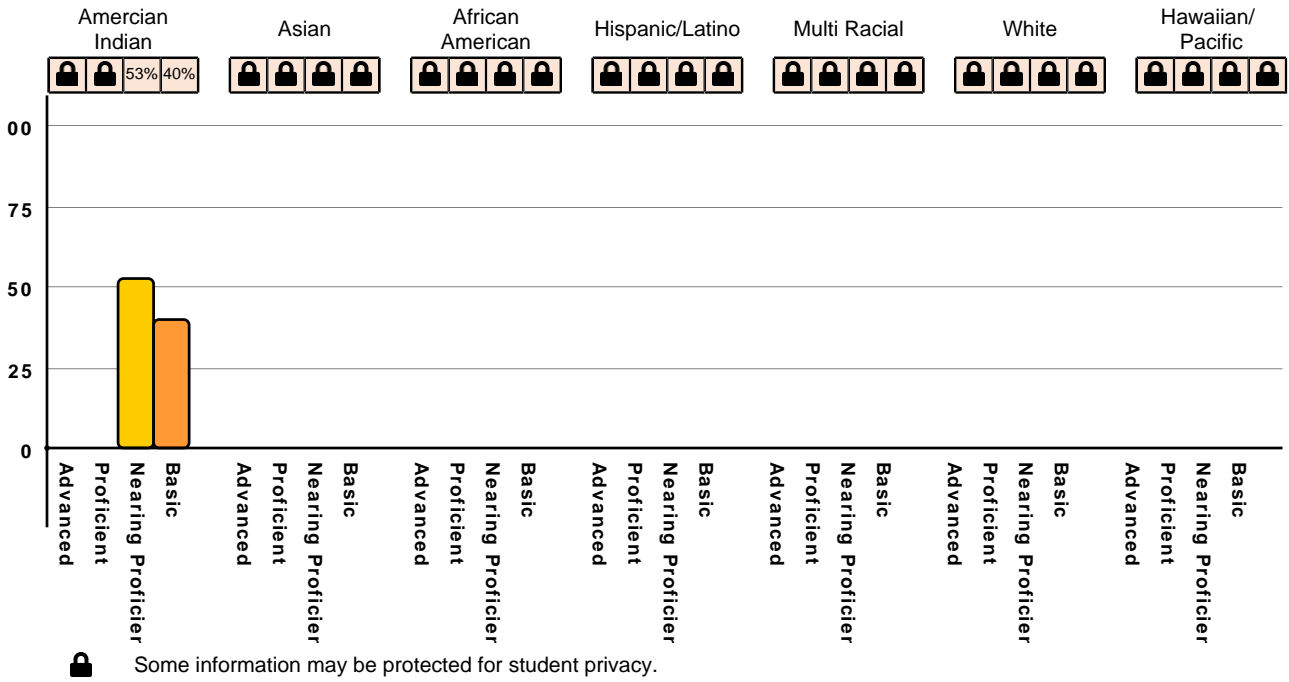 Amercian
Indian
Asian
African
American
Hispanic/Latino
Multi Racial
White
Hawaiian/
Pacific
53% 40%
00
75
50
25
0
Advanced
Proficient
Nearing Proficier
Basic
Advanced
Proficient
Nearing Proficier
Basic
Advanced
Proficient
Nearing Proficier
Basic
Advanced
Proficient
Nearing Proficier
Basic
Advanced
Proficient
Nearing Proficier
Basic
Advanced
Proficient
Nearing Proficier
Basic
Advanced
Proficient
Nearing Proficier
Basic
Some information may be protected for student privacy.